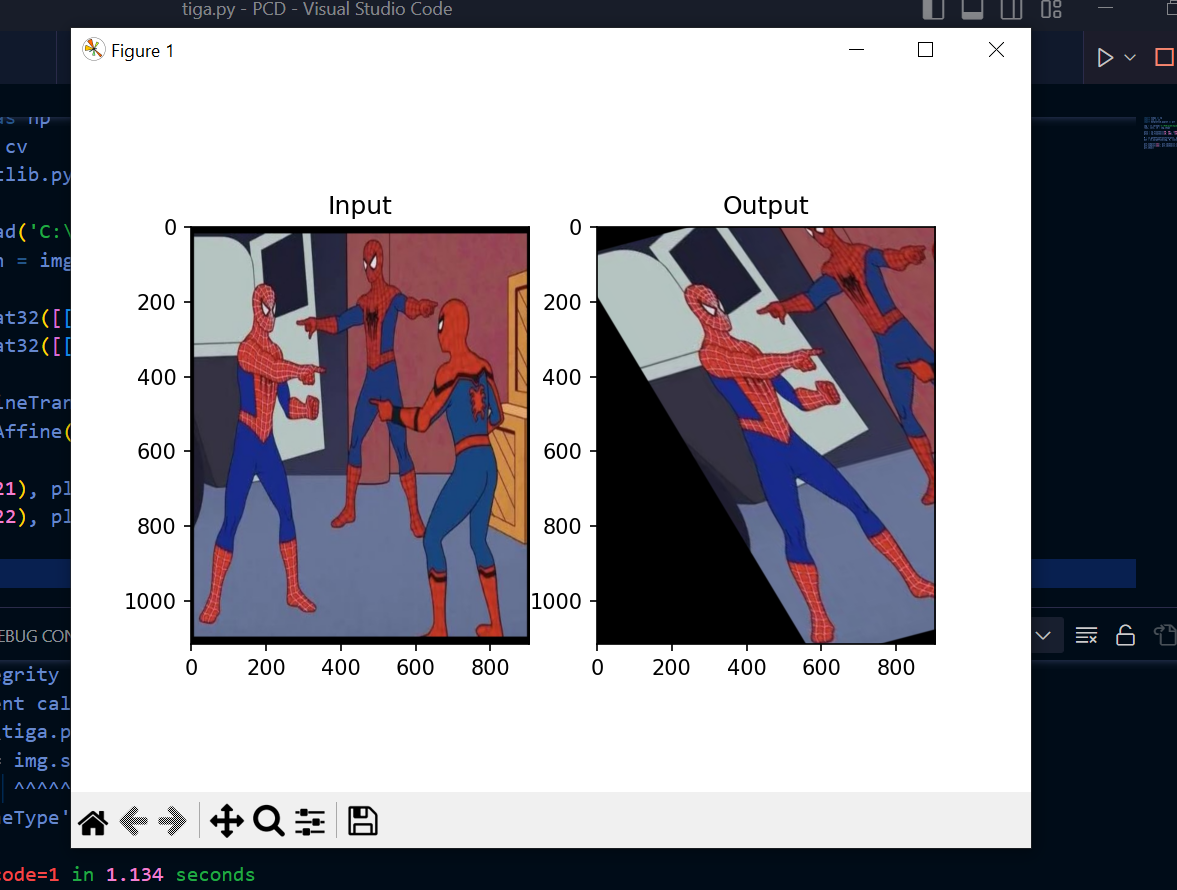 tiga.py - PCD - Visual Studio Code
Figure 1
as np
cv
tlib.py
ad('C:\
n = img
at32([[
at32([[
ineTran
Affine(
21), pl
22), pl
Input
Output
0
200
400
600
800
1000
0 200 400 600 800
0
200
400
600
800
1000
0 200 400 600 800
EBUG CON
egrity
ent cal
tiga.p
= img.s
^^^^^
eType'
code=1 in 1.134 seconds